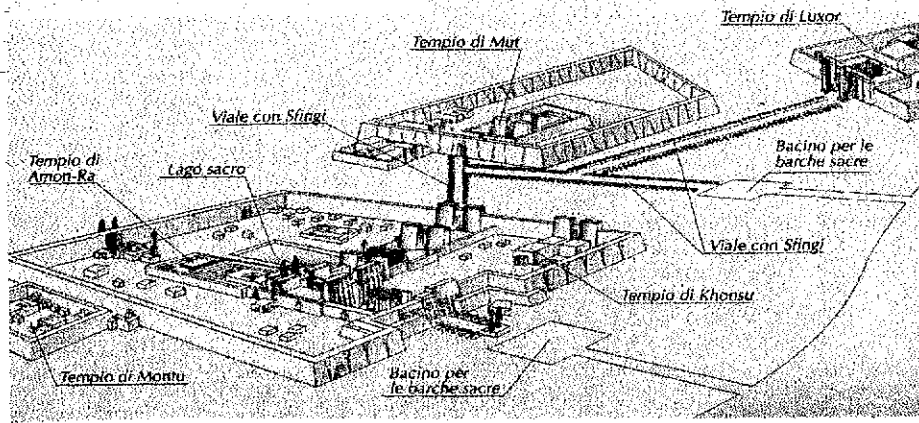 Tempio di Luxor
Tempio di Mut
Viale con Sfingi
Bacino per le
barche sacre
Tempio di
Amon-Ra
Lago sacro
Viale con Sfingi
Tempio di Khonsu
Tempio di Montu
Bacino per
le barche sacre